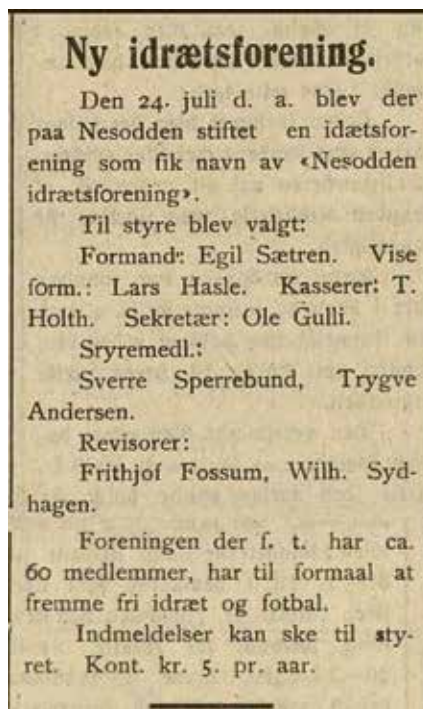 Ny idrætsforening.
Den 24. juli d. a. blev der
paa Nesodden stiftet en idætsfor-
ening som fik navn av «Nesodden
idrætsforening».
Til styre blev valgt:
Formand: Egil Sætren. Vise
form.: Lars Hasle. Kasserer: T.
Holth. Sekretær: Ole Gulli.
Sryremedl.:
Sverre Sperrebund, Trygve
Andersen.
Revisorer:
Frithjof Fossum, Wilh. Syd-
hagen.
Foreningen der f. t. har ca.
60 medlemmer, har til formaal at
fremme fri idræt og fotbal.
Indmeldelser kan ske til sty-
ret. Kont. kr. 5. pr. aar.